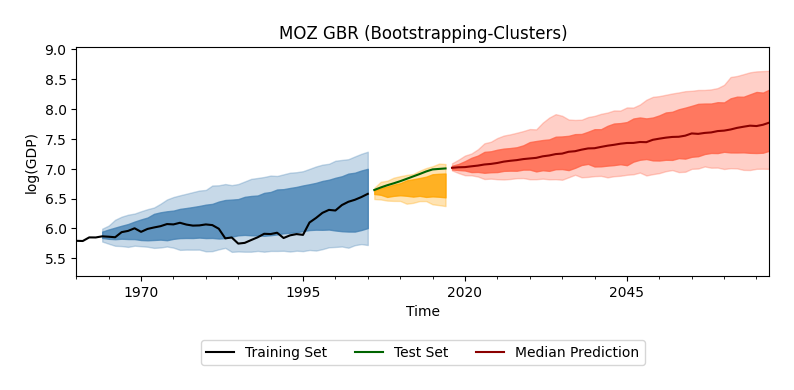 MOZ GBR (Bootstrapping-Clusters)
log(GDP)
9.0
8.5
8.0
7.5
7.0
6.5
6.0
5.5
1970 1995 2020 2045
Time
Training Set Test Set Median Prediction